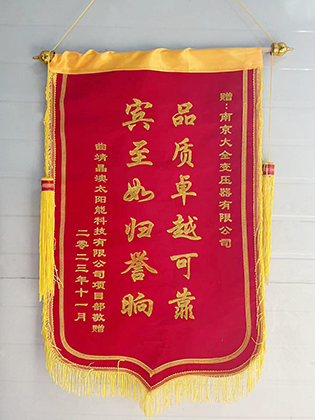 赠：南京大全变压器有限公司
品质卓越可靠
宾至如归誉响
曲靖晶澳太阳能科技有限公司项目部敬赠
二零二三年十一月